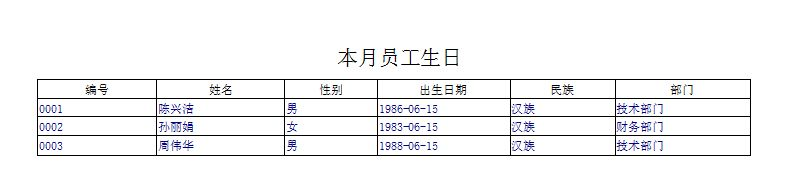 本月员工生日
编号 姓名 性别 出生日期 民族 部门
0001 陈兴洁 男 1986-06-15 汉族 技术部门
0002 孙丽娟 女 1983-06-15 汉族 财务部门
0003 周伟华 男 1988-06-15 汉族 技术部门